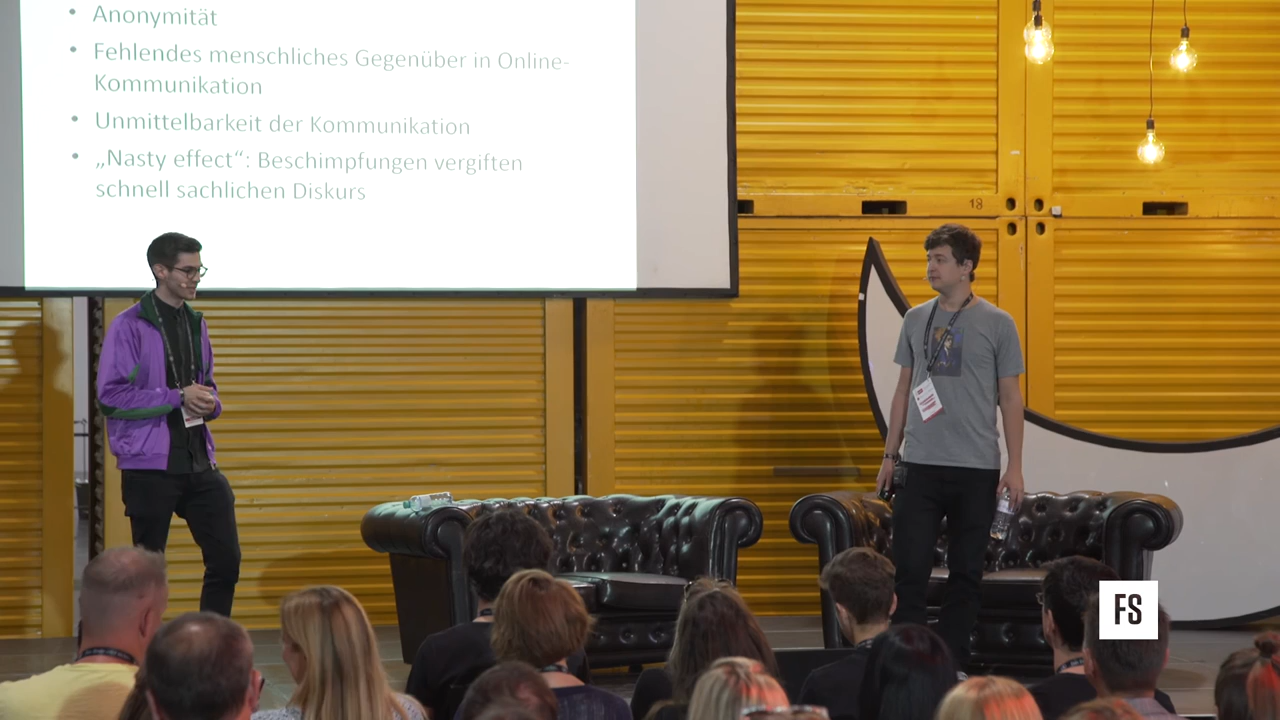 • Anonymität
• Fehlendes menschliches Gegenüber in Online-
Kommunikation
• Unmittelbarkeit der Kommunikation
• „Nasty effect“: Beschimpfungen vergiften
schnell sachlichen Diskurs
18
FS